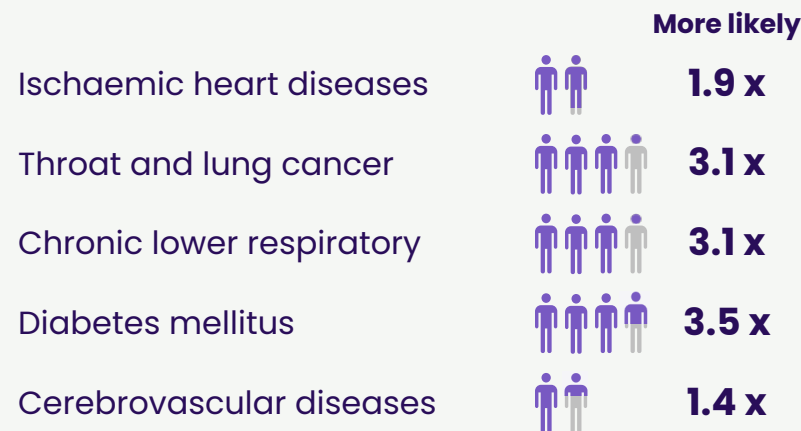 More likely
Ischaemic heart diseases 1.9 x
Throat and lung cancer 3.1 x
Chronic lower respiratory 3.1 x
Diabetes mellitus 3.5 x
Cerebrovascular diseases 1.4 x